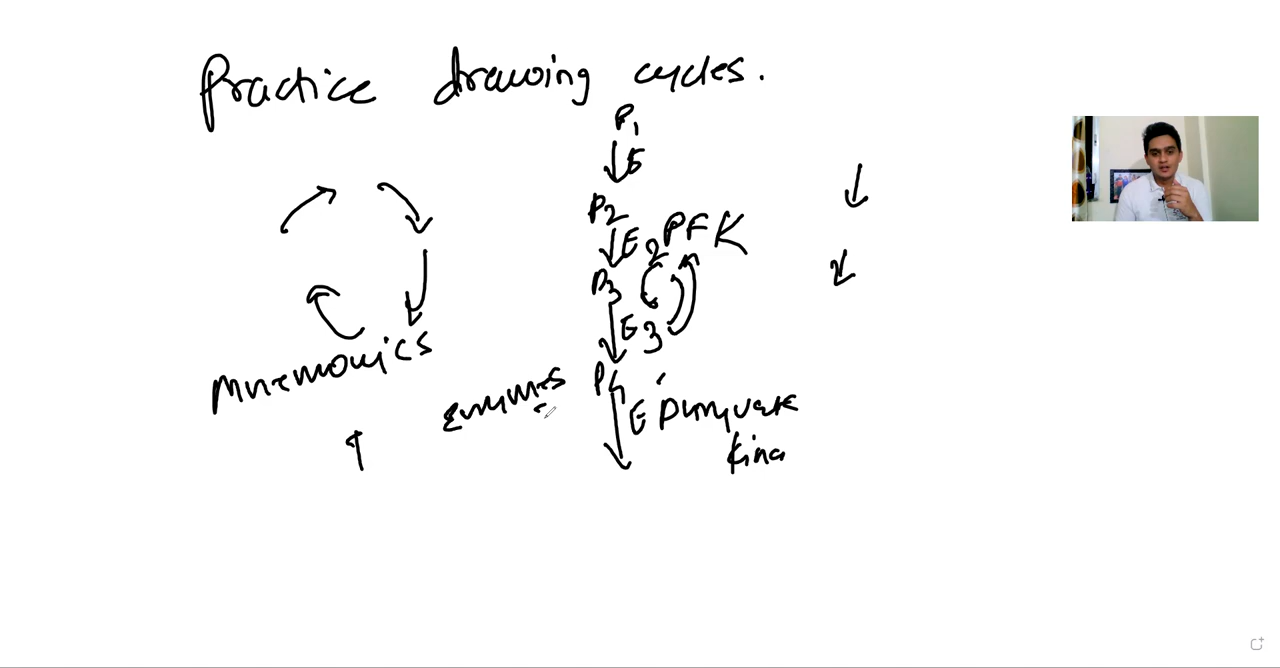 Practice drawing cycles.
P1
E
P2
E2 PFK
P3
E3
Mnemonics
Enzymes
P4
E Pyruvate
Kina